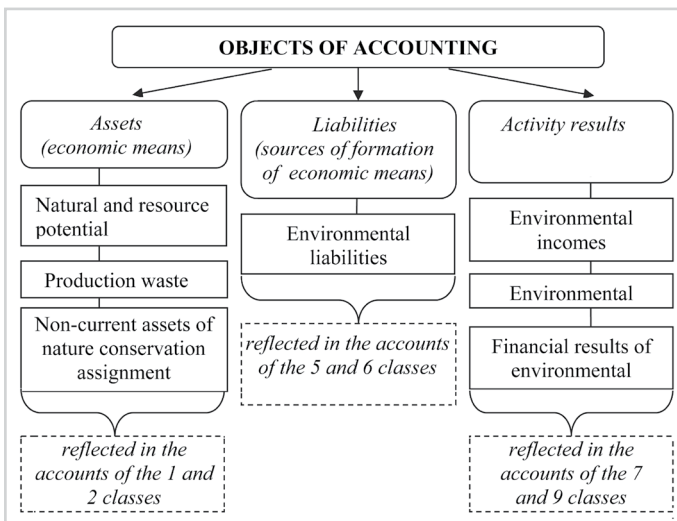 OBJECTS OF ACCOUNTING
Assets
(economic means)
Natural and resource
potential
Production waste
Non-current assets of
nature conservation
assignment
reflected in the
accounts of the 1 and
2 classes
Liabilities
(sources of formation
of economic means)
Environmental
liabilities
reflected in the accounts
of the 5 and 6 classes
Activity results
Environmental
incomes
Environmental
Financial results of
environmental
reflected in the
accounts of the 7
and 9 classes